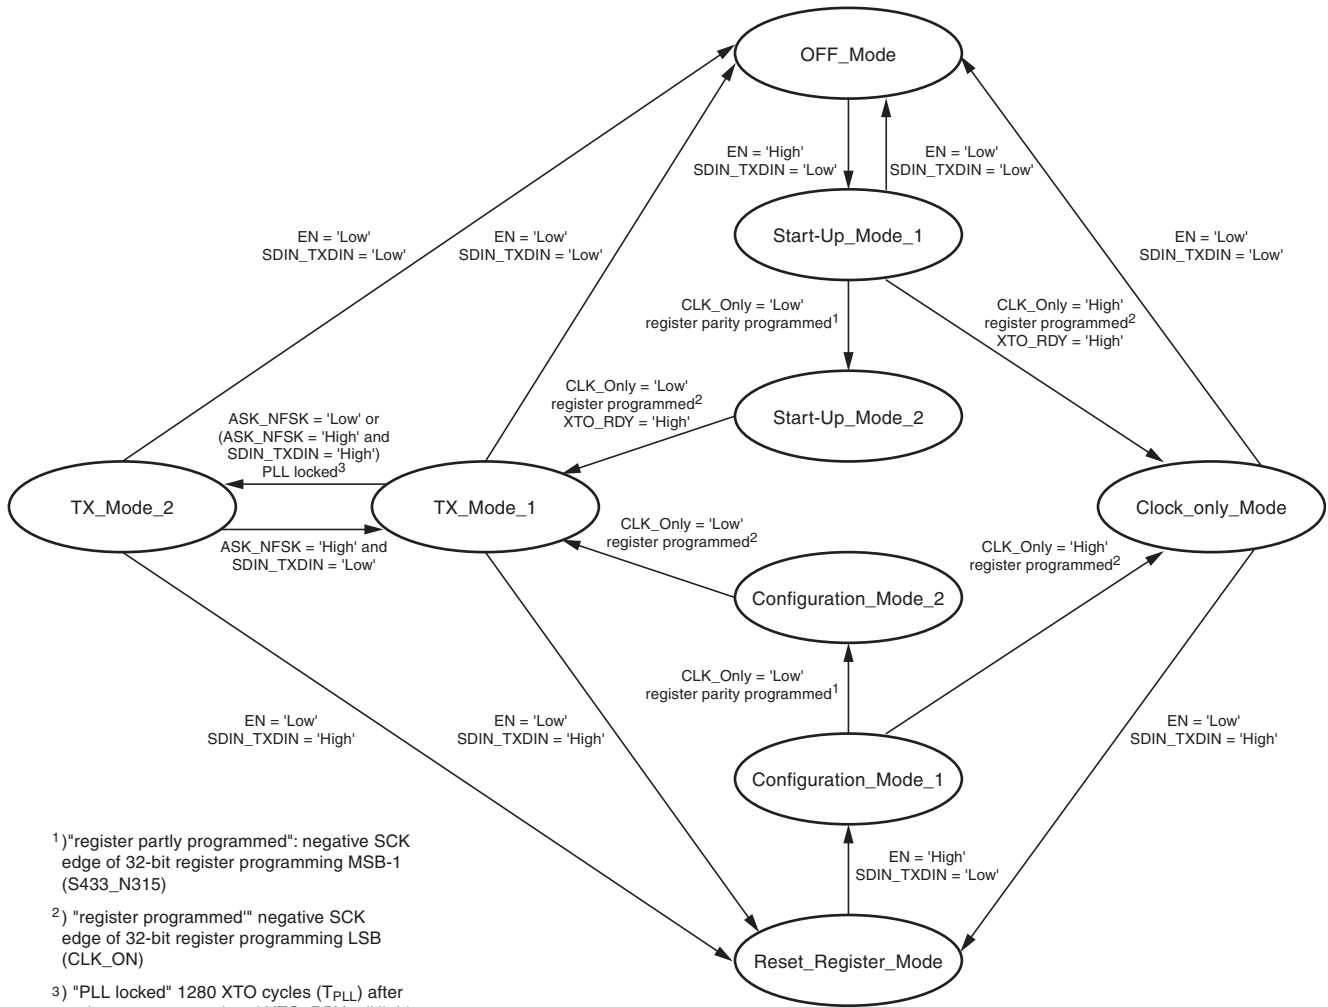 OFF_Mode
EN = 'High'
SDIN_TXDIN = 'Low'
EN = 'Low'
SDIN_TXDIN = 'Low'
EN = 'Low'
SDIN_TXDIN = 'Low'
EN = 'Low'
SDIN_TXDIN = 'Low'
Start-Up_Mode_1
EN = 'Low'
SDIN_TXDIN = 'Low'
CLK_Only = 'Low'
register parity programmed1
CLK_Only = 'High'
register programmed2
XTO_RDY = 'High'
CLK_Only = 'Low'
register programmed2
XTO_RDY = 'High'
Start-Up_Mode_2
ASK_NFSK = 'Low' or
(ASK_NFSK = 'High' and
SDIN_TXDIN = 'High')
PLL locked3
TX_Mode_2
TX_Mode_1
Clock_only_Mode
ASK_NFSK = 'High' and
SDIN_TXDIN = 'Low'
CLK_Only = 'Low'
register programmed2
CLK_Only = 'High'
register programmed2
Configuration_Mode_2
CLK_Only = 'Low'
register parity programmed1
EN = 'Low'
SDIN_TXDIN = 'High'
EN = 'Low'
SDIN_TXDIN = 'High'
EN = 'Low'
SDIN_TXDIN = 'High'
Configuration_Mode_1
EN = 'High'
SDIN_TXDIN = 'Low'
Reset_Register_Mode
1)"register partly programmed": negative SCK
edge of 32-bit register programming MSB-1
(S433_N315)
2) "register programmed'" negative SCK
edge of 32-bit register programming LSB
(CLK_ON)
3) "PLL locked" 1280 XTO cycles (TPLL) after